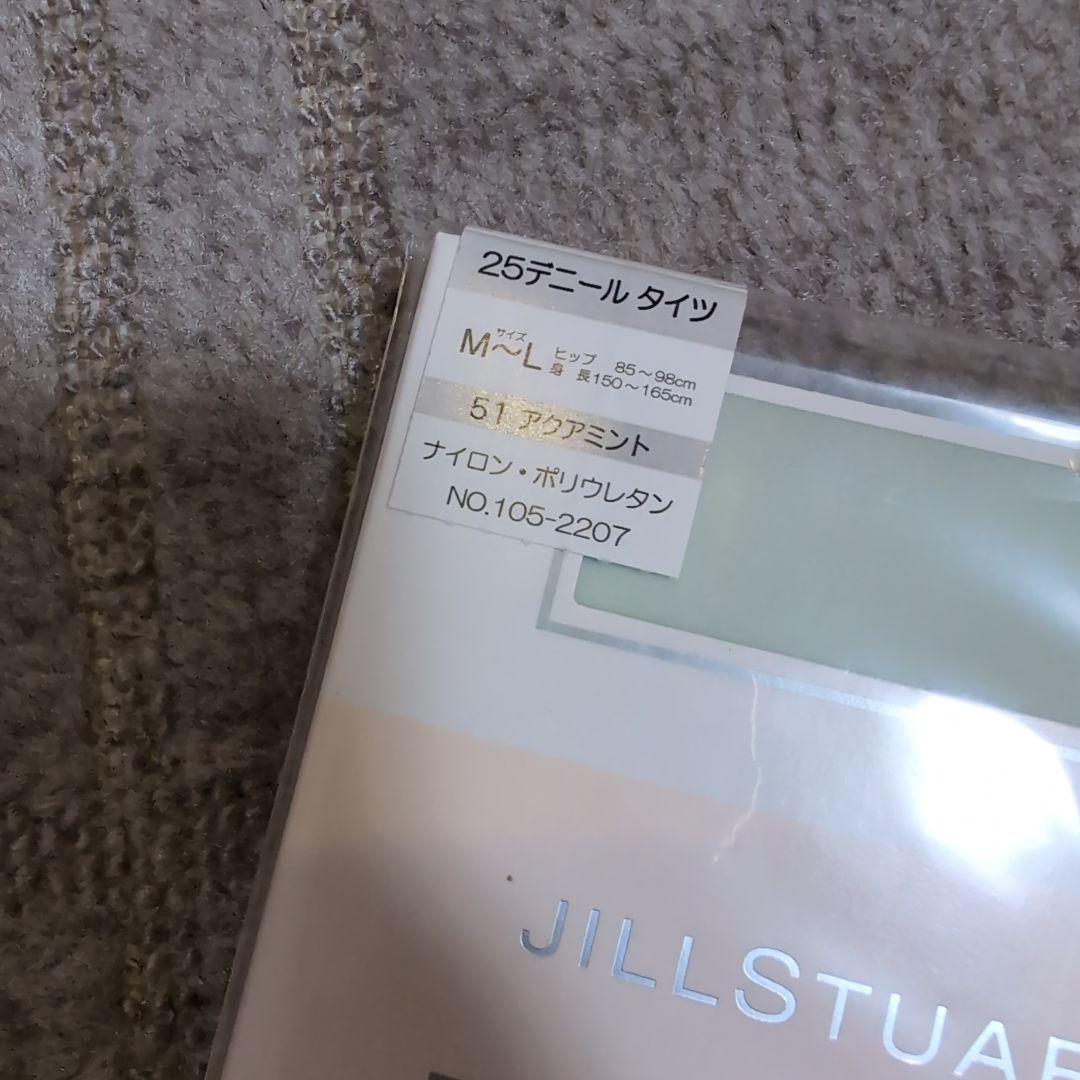 25デニール タイツ
サイズ
M～L
ヒップ 85～98cm
身 長150～165cm
51 アクアミント
ナイロン・ポリウレタン
NO.105-2207
JILLSTUAR